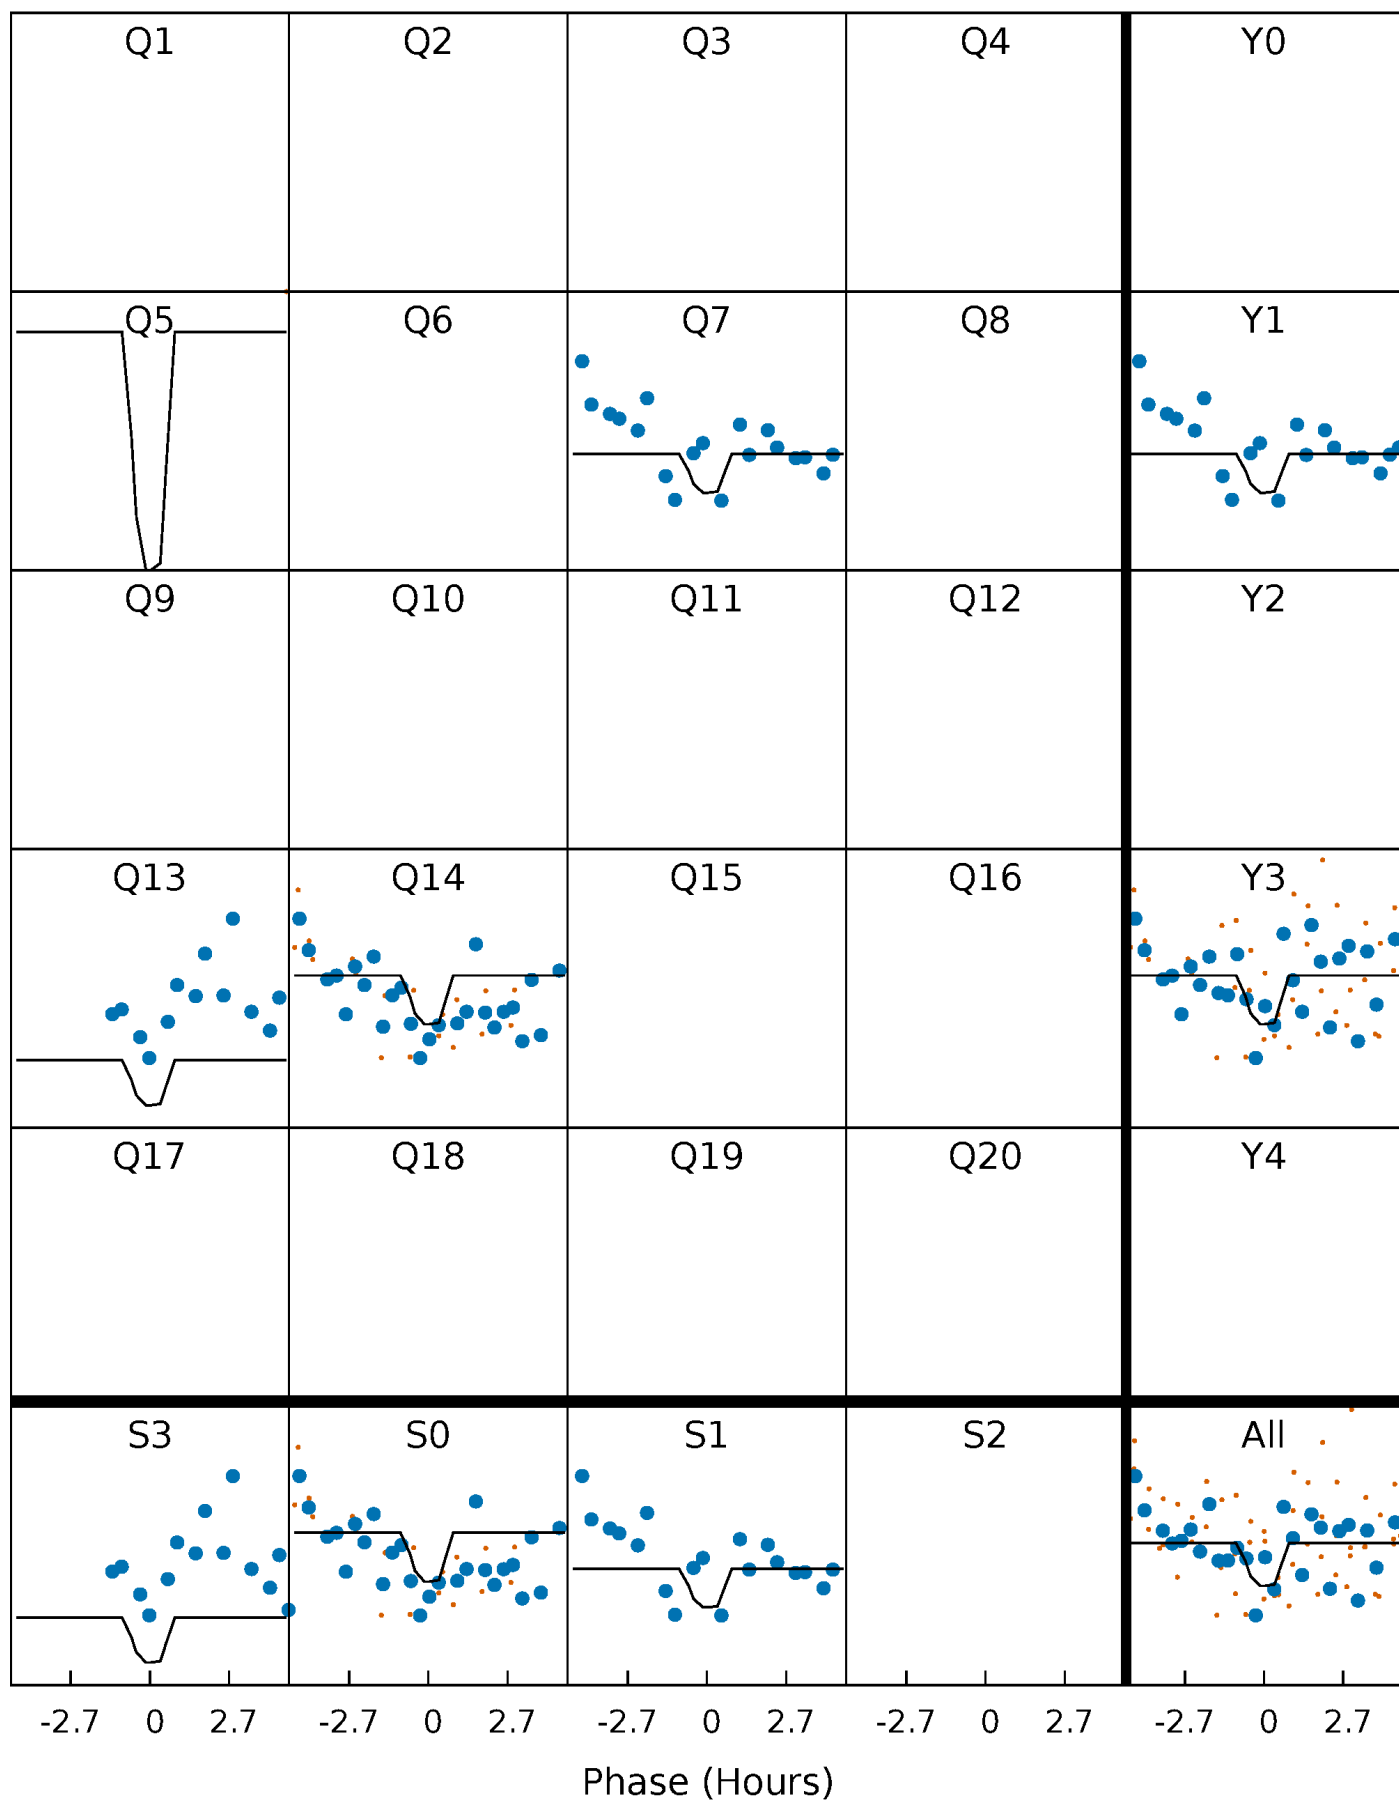 Q1 Q2 Q3 Q4 Y0
Q5 Q6 Q7 Q8 Y1
Q9 Q10 Q11 Q12 Y2
Q13 Q14 Q15 Q16 Y3
Q17 Q18 Q19 Q20 Y4
S3 S0 S1 S2 All
-2.7 0 2.7 -2.7 0 2.7 -2.7 0 2.7 -2.7 0 2.7 -2.7 0 2.7
Phase (Hours)